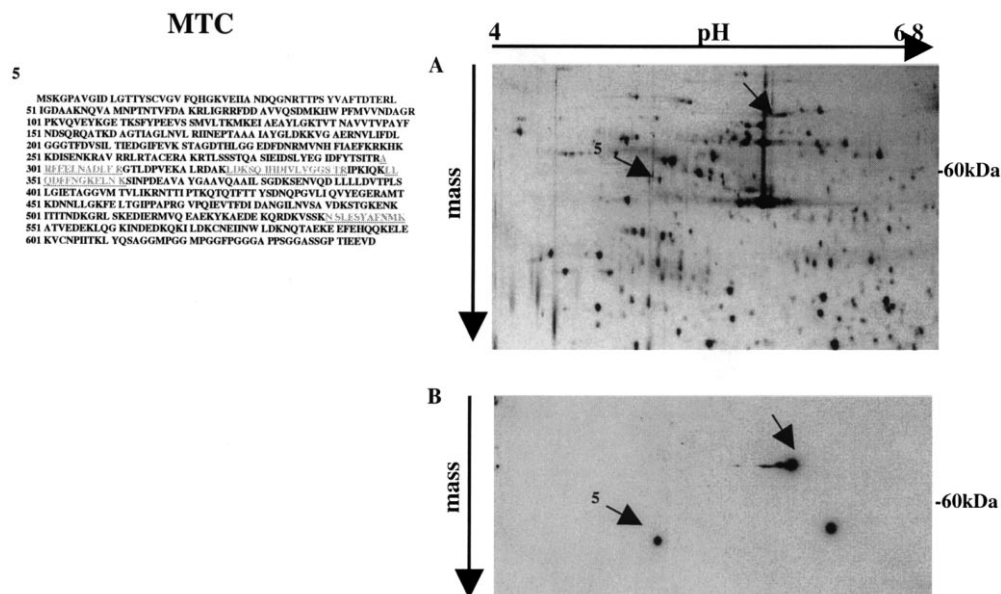 MTC
5
MSKGPAVGID LGTTYSCVGV FQHGKVEIIA NDQGNRTTPS YVAFTDTERL
51 IGDAAKNQVA MNPTNTVFDA KRLIGRRFDD AVVQSDMKHW PFMVVNDAGR
101 PKVQVEYKGE TKSFYPEEVS SMVLTKMKEI AEAYLGKTVT NAVVTVPAYF
151 NDSQRQATKD AGTIAGLNVL RIINEPTAAA IAYGLDKKVG AERNVLIFDL
201 GGGTFDVSIL TIEDGIFEVK STAGDTHLGG EDFDNRMVNH FIAEFKRKHK
251 KDISENKRAV RRLRTACERA KRTLSSSTQA SIEIDSLYEG IDFYTSITRA
301 RFEELNADLFR GTLDPVEKA LRDAKLDKSQ IHDIVLVGGS TRIPKIQKLL
351 QDFFNGKELN KSINPDEAVA YGAAVQAAIL SGDKSENVQD LLLLDVTPLS
401 LGIETAGGVM TVLIKRNTTI PTKQTQTFTT YSDNQPGVLI QVYEGERAMT
451 KDNNLLGKFE LTGIPPAPRG VPQIEVTFDI DANGILNVSA VDKSTGKENK
501 ITITNDKGRL SKEDIERMVQ EAEKYKAEDE KQRDKVSSKN SLESYAFNMK
551 ATVEDEKLQG KINDEDKQKI LDKCNEIINW LDKNQTAEKE EFEHQQKELE
601 KVCNPIITKL YQSAGGMPGG MPGGFPGGGA PPSGGASSGP TIEEVD
4 pH 6.8
A
5
-60kDa
mass
B
5
-60kDa
mass